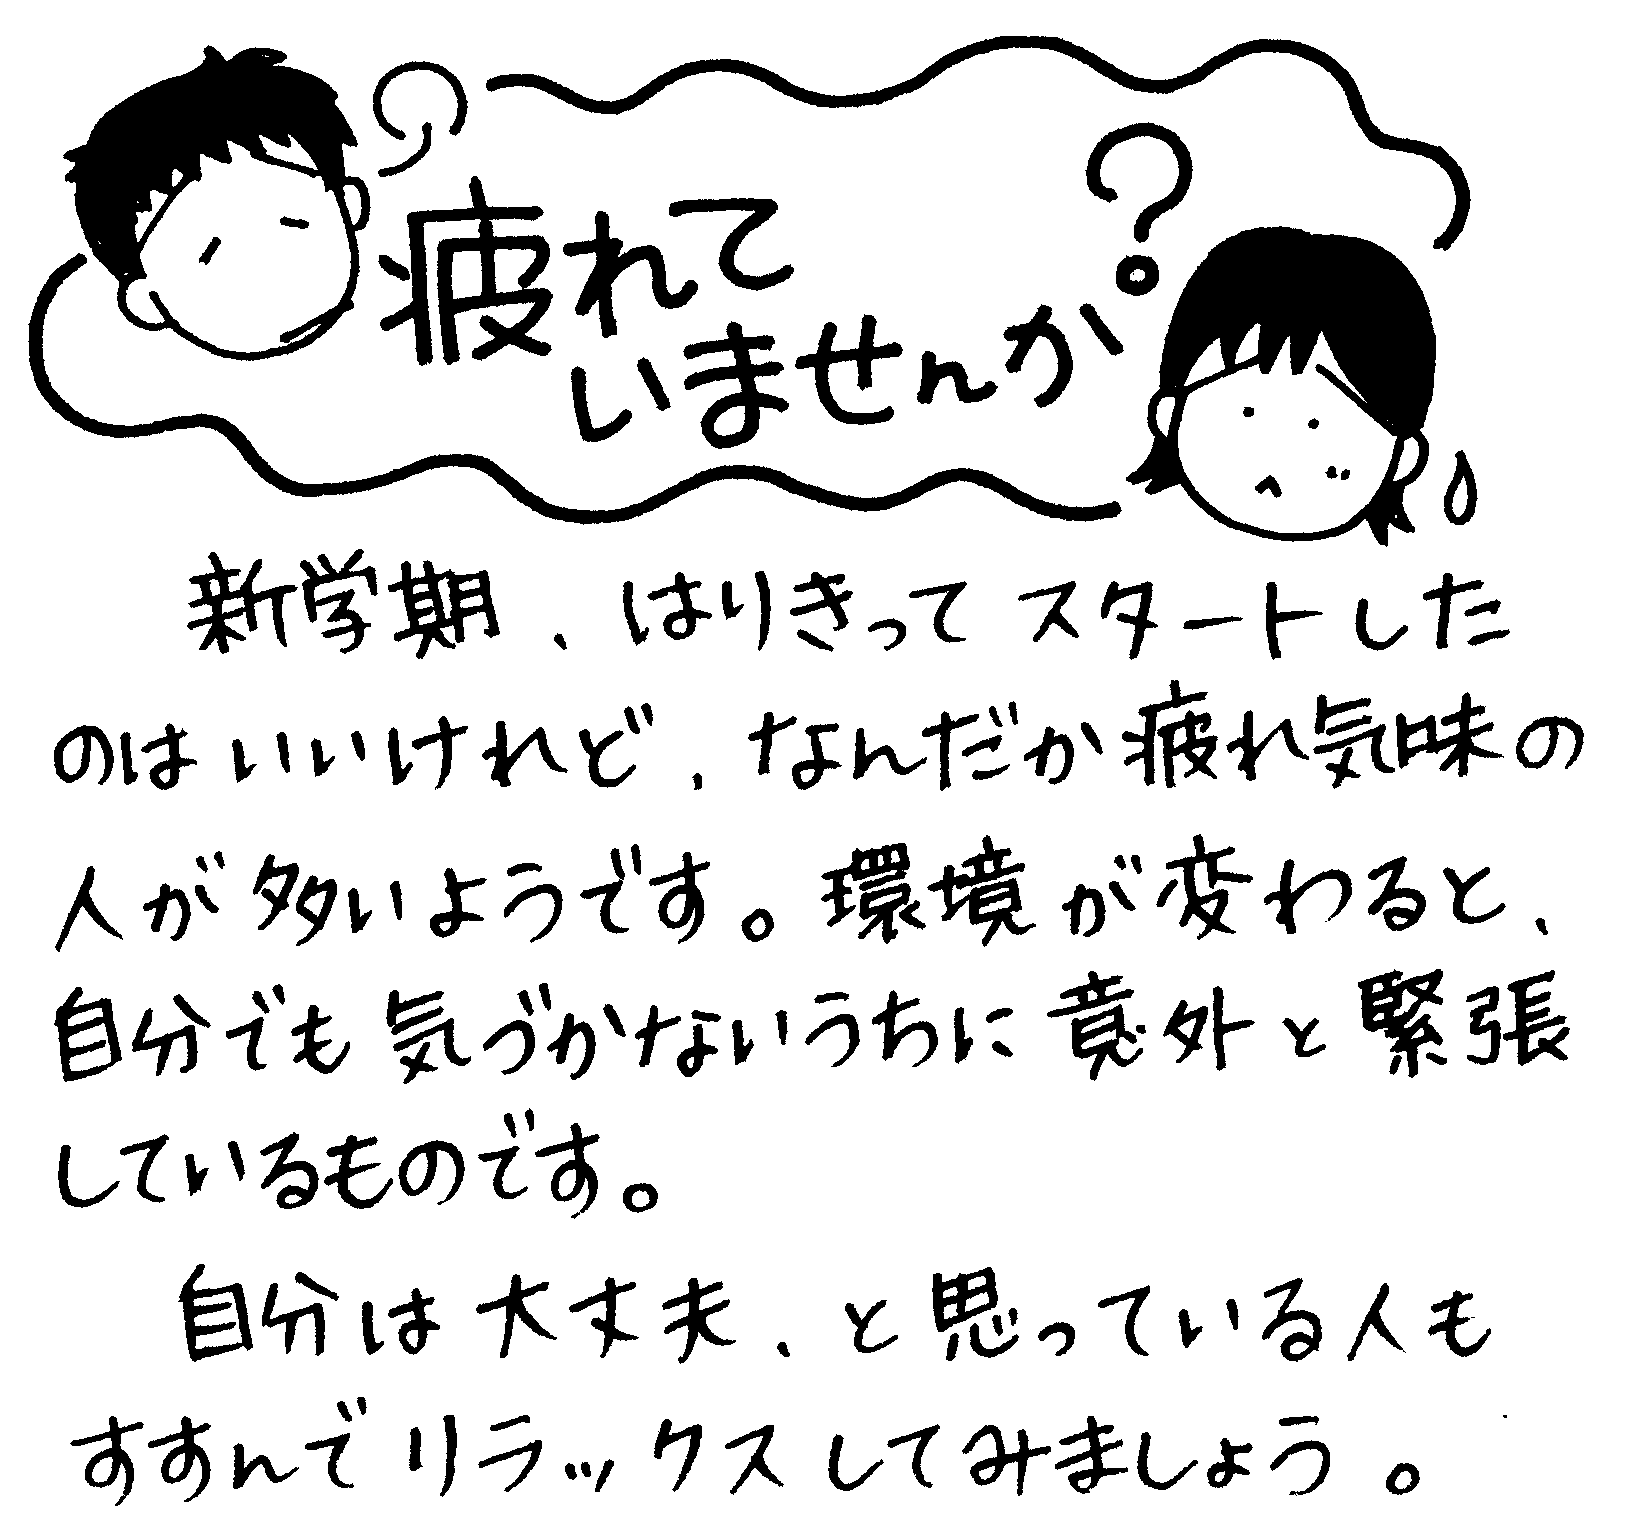 疲れて
いませんか?
新学期、はりきってスタートした
のはいいけれど、なんだか疲れ気味の
人が多いようです。環境が変わると、
自分でも気づかないうちに意外と緊張
しているものです。
自分は大丈夫、と思っている人も
すすんでリラックスしてみましょう。